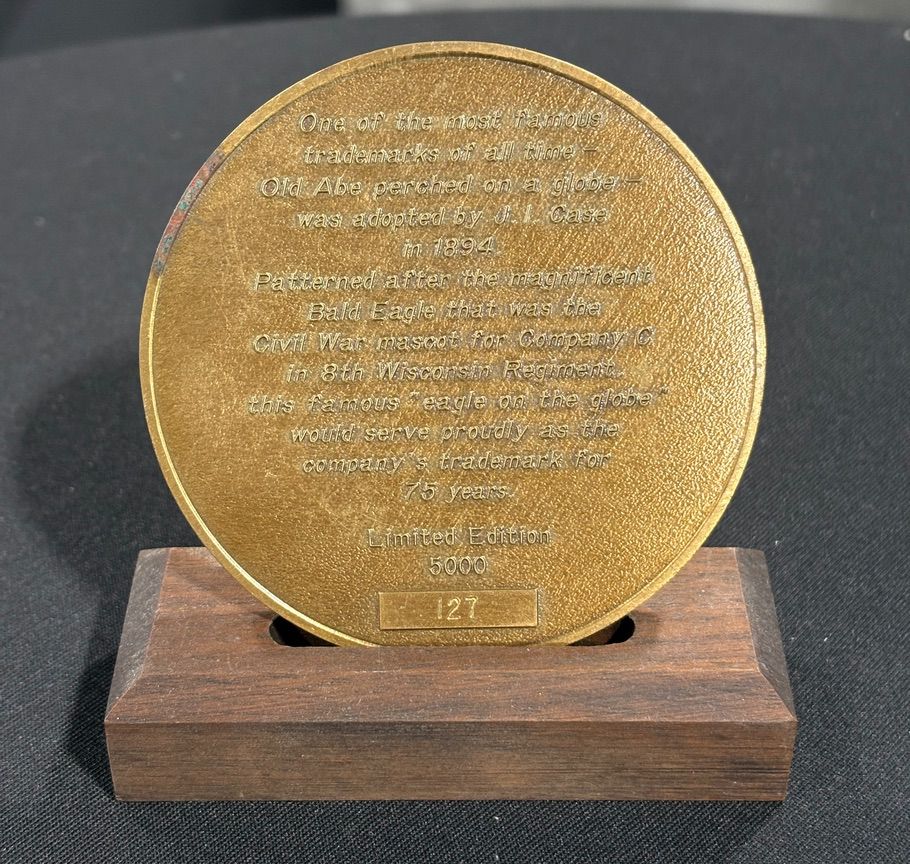 One of the most famous
trademarks of all time –
Old Abe perched on a globe –
was adopted by J. I. Case
in 1894.
Patterned after the magnificent
Bald Eagle that was the
Civil War mascot for Company C
in 8th Wisconsin Regiment,
this famous "eagle on the globe"
would serve proudly as the
company's trademark for
75 years.
Limited Edition
5000
127